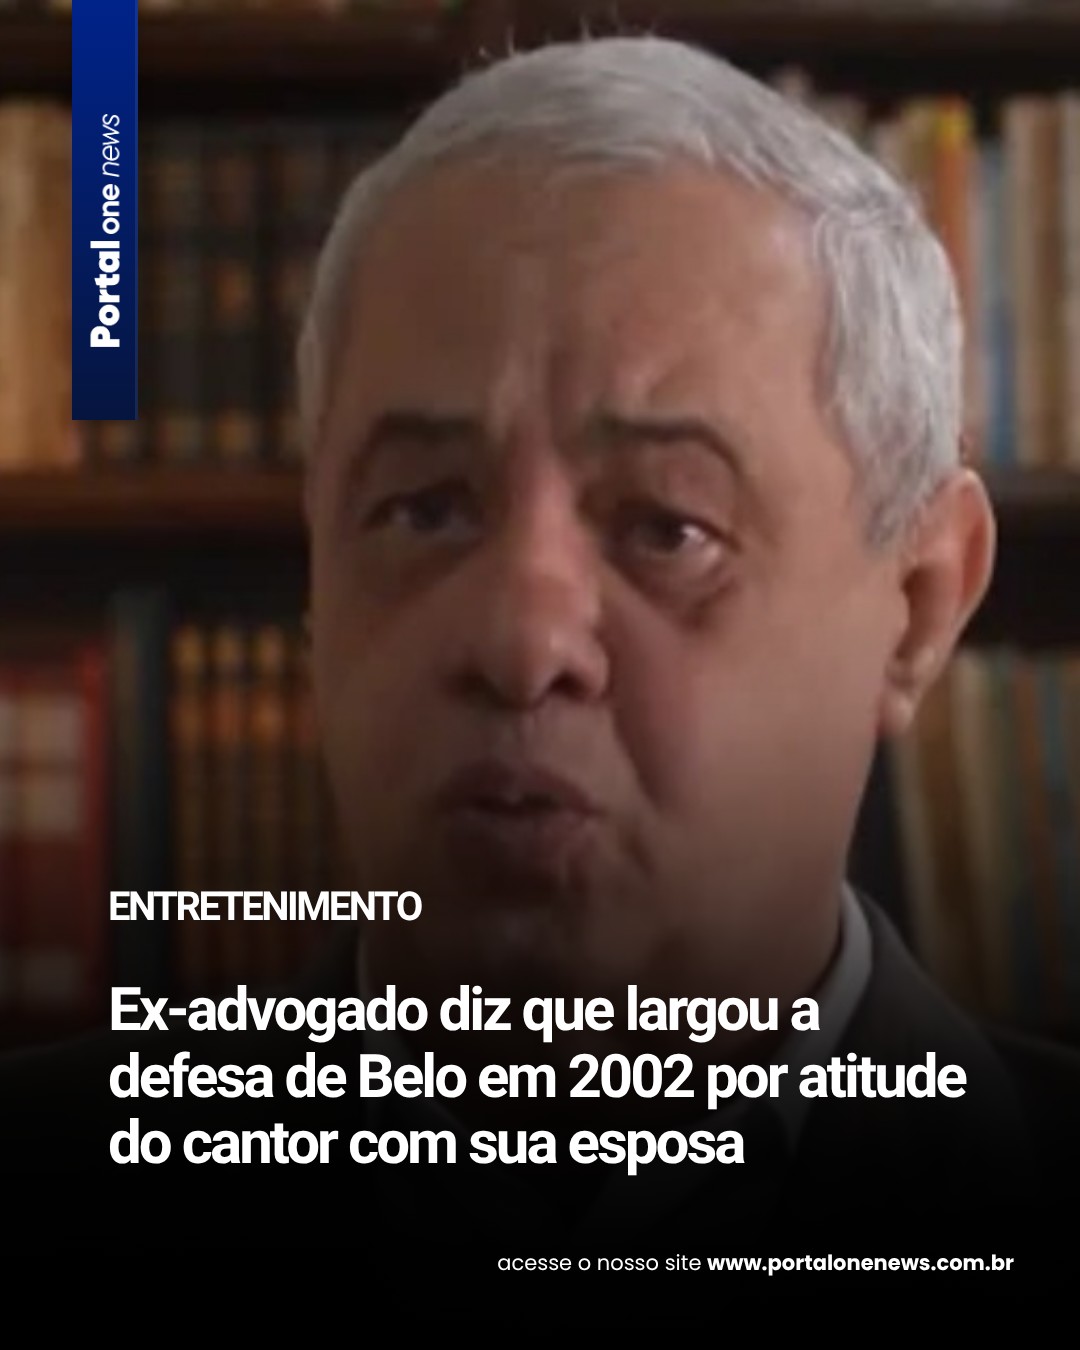 Portal one news
ENTRETENIMENTO
Ex-advogado diz que largou a
defesa de Belo em 2002 por atitude
do cantor com sua esposa
acesse o nosso site www.portalonenews.com.br